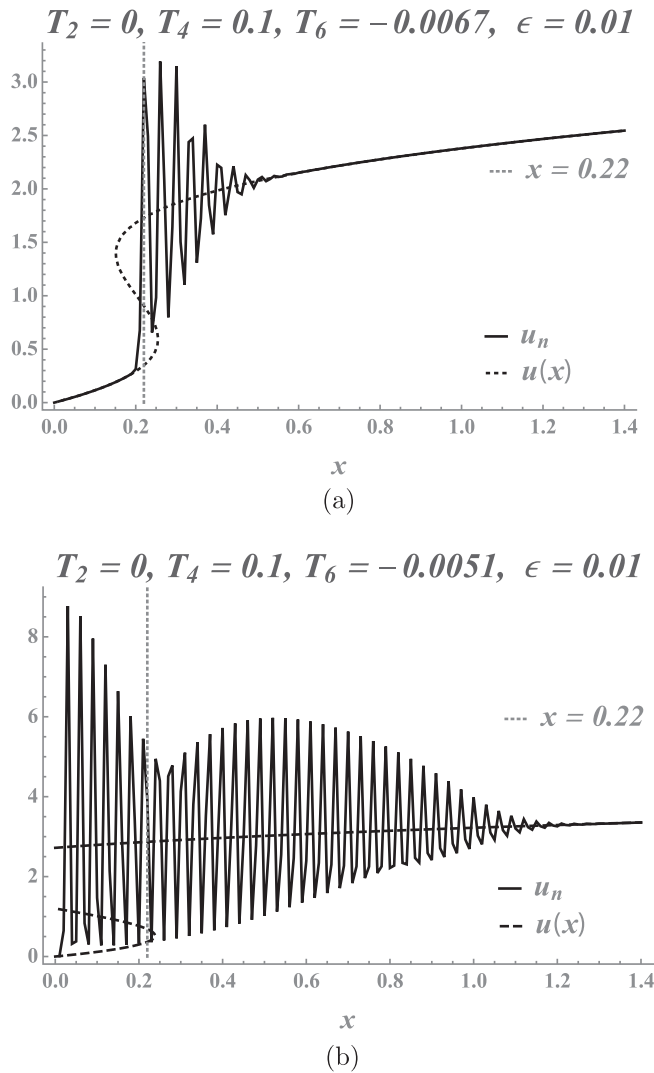 T₂ = 0, T₄ = 0.1, T₆ = −0.0067, ϵ = 0.01
3.0
2.5
2.0
1.5
1.0
0.5
0.0
x = 0.22
uₙ
u(x)
0.0 0.2 0.4 0.6 0.8 1.0 1.2 1.4
x
(a)
T₂ = 0, T₄ = 0.1, T₆ = −0.0051, ϵ = 0.01
8
6
4
2
0
x = 0.22
uₙ
u(x)
0.0 0.2 0.4 0.6 0.8 1.0 1.2 1.4
x
(b)